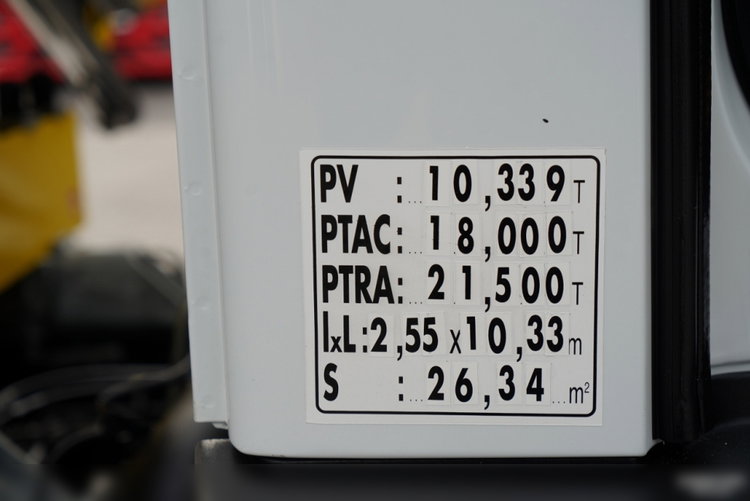 PV :...10,339 T
PTAC:...18,000 T
PTRA:...21,500 T
lxL:2,55 x 10,33 m
S :...26,34...m²